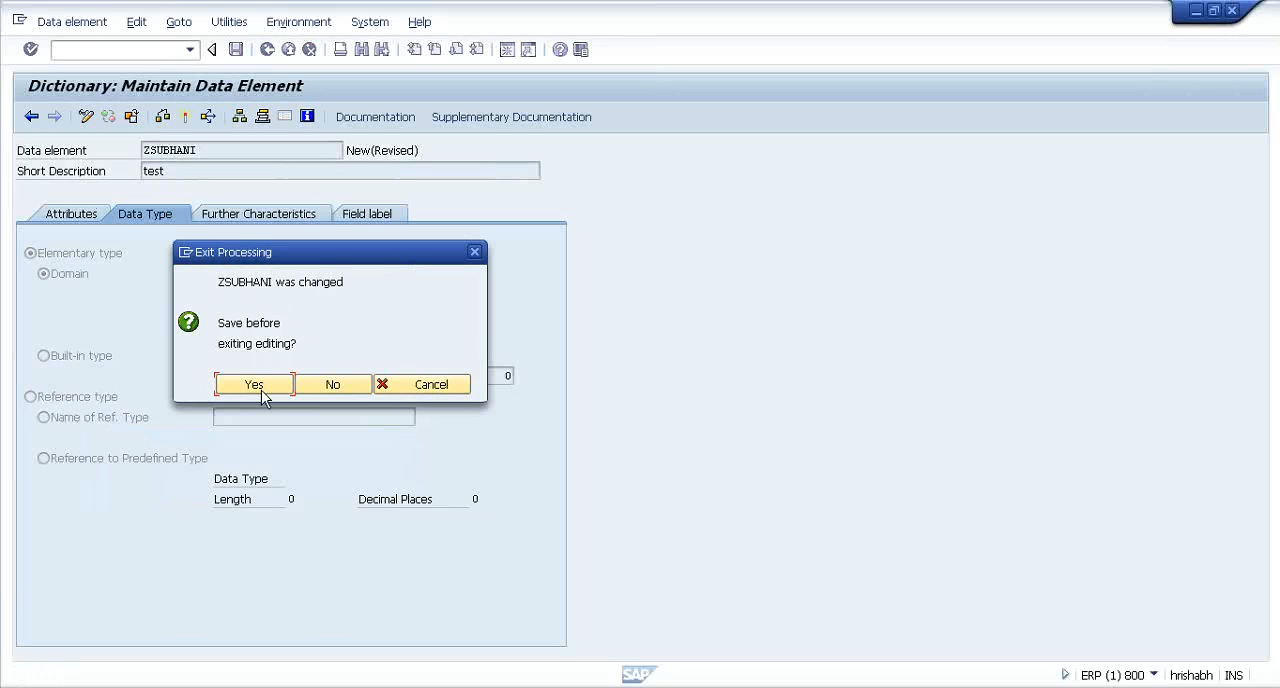 Data element Edit Goto Utilities Environment System Help
Dictionary: Maintain Data Element
Documentation Supplementary Documentation
Data element ZSUBHANI New(Revised)
Short Description test
Attributes Data Type Further Characteristics Field label
Elementary type
Domain
Built-in type
0
Reference type
Name of Ref. Type
Reference to Predefined Type
Data Type
Length 0 Decimal Places 0
Exit Processing
ZSUBHANI was changed
Save before
exiting editing?
Yes No Cancel
SAP ERP (1) 800 hrishabh INS